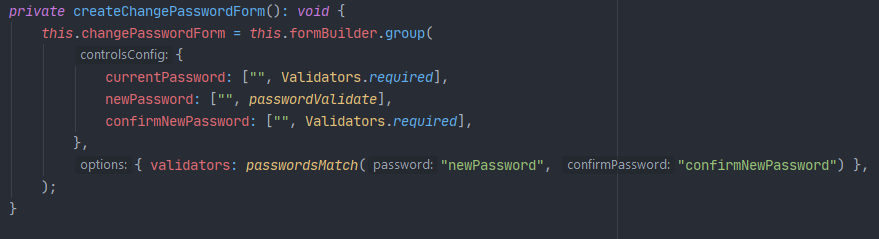 private createChangePasswordForm(): void {
this.changePasswordForm = this.formBuilder.group(
controlsConfig: {
currentPassword: ["", Validators.required],
newPassword: ["", passwordValidate],
confirmNewPassword: ["", Validators.required],
},
options: { validators: passwordsMatch( password: "newPassword", confirmPassword: "confirmNewPassword") },
);
}